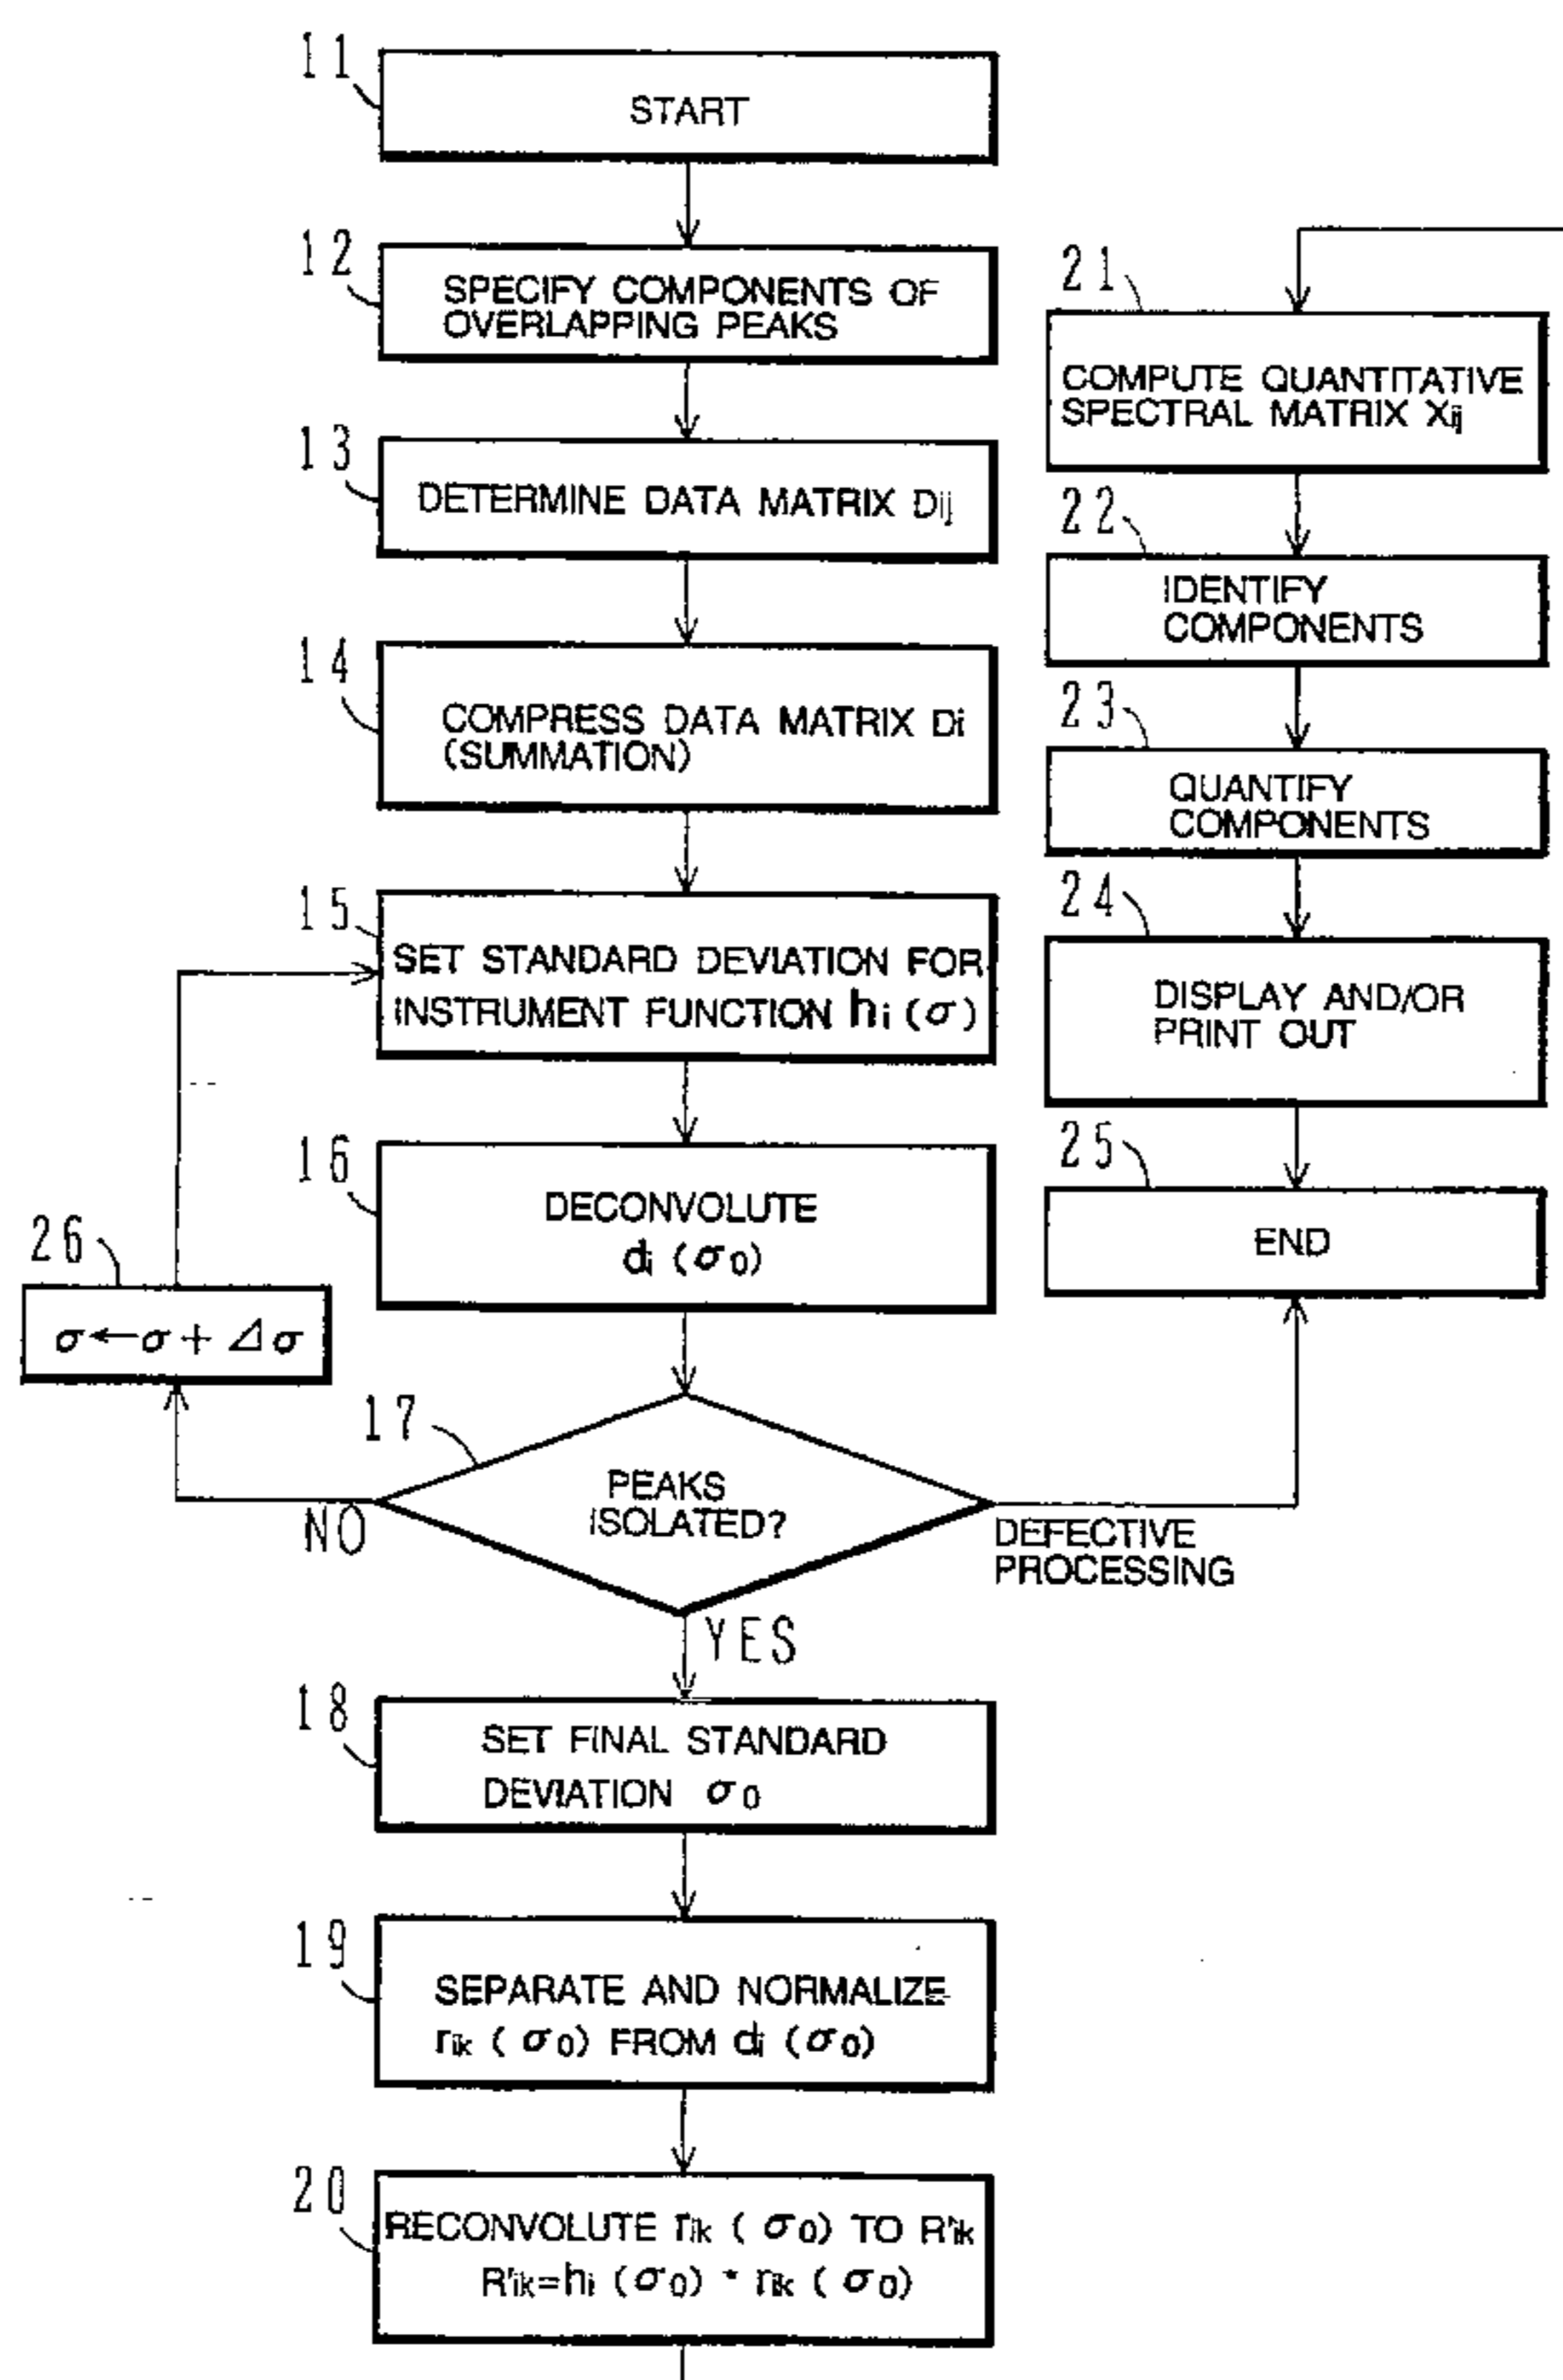 11
START
12
SPECIFY COMPONENTS OF
OVERLAPPING PEAKS
13
DETERMINE DATA MATRIX Dij
14
COMPRESS DATA MATRIX Di
(SUMMATION)
15
SET STANDARD DEVIATION FOR
INSTRUMENT FUNCTION hi (σ)
16
DECONVOLUTE
di (σ0)
26
σ←σ+ Δσ
17
PEAKS
ISOLATED?
NO
DEFECTIVE
PROCESSING
YES
18
SET FINAL STANDARD
DEVIATION σ0
19
SEPARATE AND NORMALIZE
rik (σ0) FROM di (σ0)
20
RECONVOLUTE rik (σ0) TO R'ik
R'ik=hi (σ0) * rik (σ0)
21
COMPUTE QUANTITATIVE
SPECTRAL MATRIX Xij
22
IDENTIFY
COMPONENTS
23
QUANTIFY
COMPONENTS
24
DISPLAY AND/OR
PRINT OUT
25
END